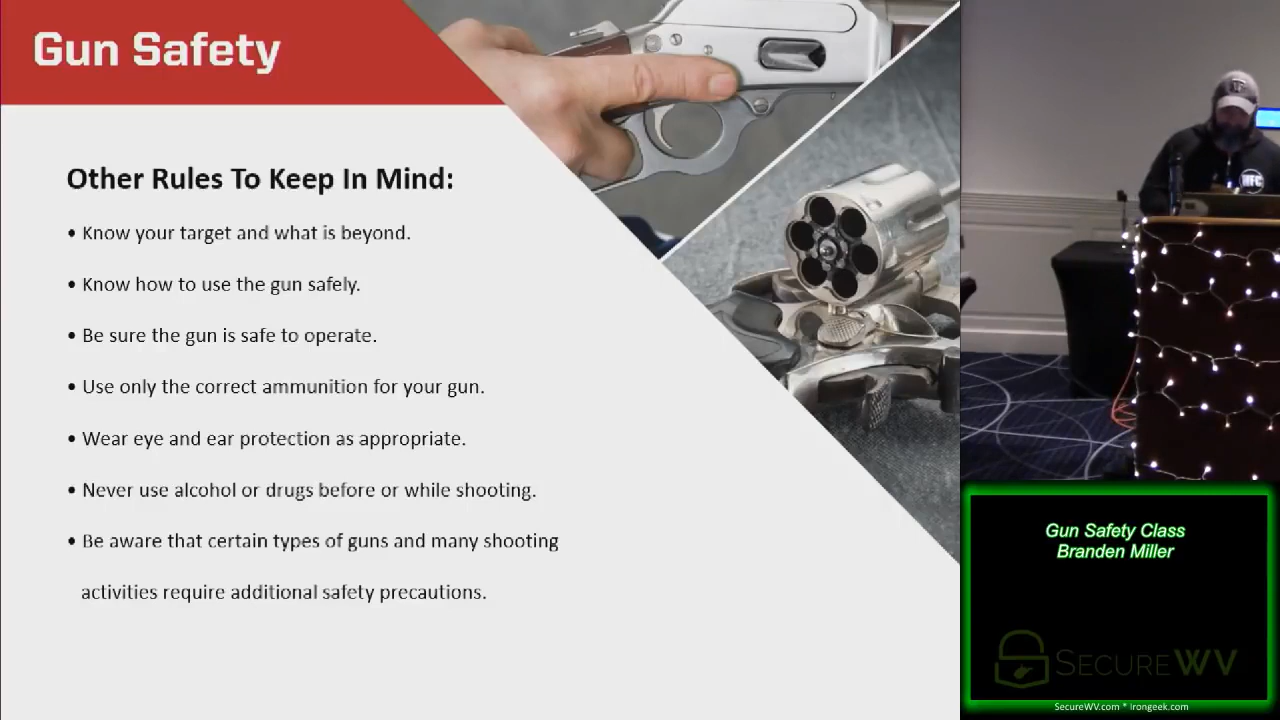 Gun Safety
Other Rules To Keep In Mind:
• Know your target and what is beyond.
• Know how to use the gun safely.
• Be sure the gun is safe to operate.
• Use only the correct ammunition for your gun.
• Wear eye and ear protection as appropriate.
• Never use alcohol or drugs before or while shooting.
• Be aware that certain types of guns and many shooting
activities require additional safety precautions.
Gun Safety Class
Branden Miller
SECUREWV
SecureWV.com * Irongeek.com